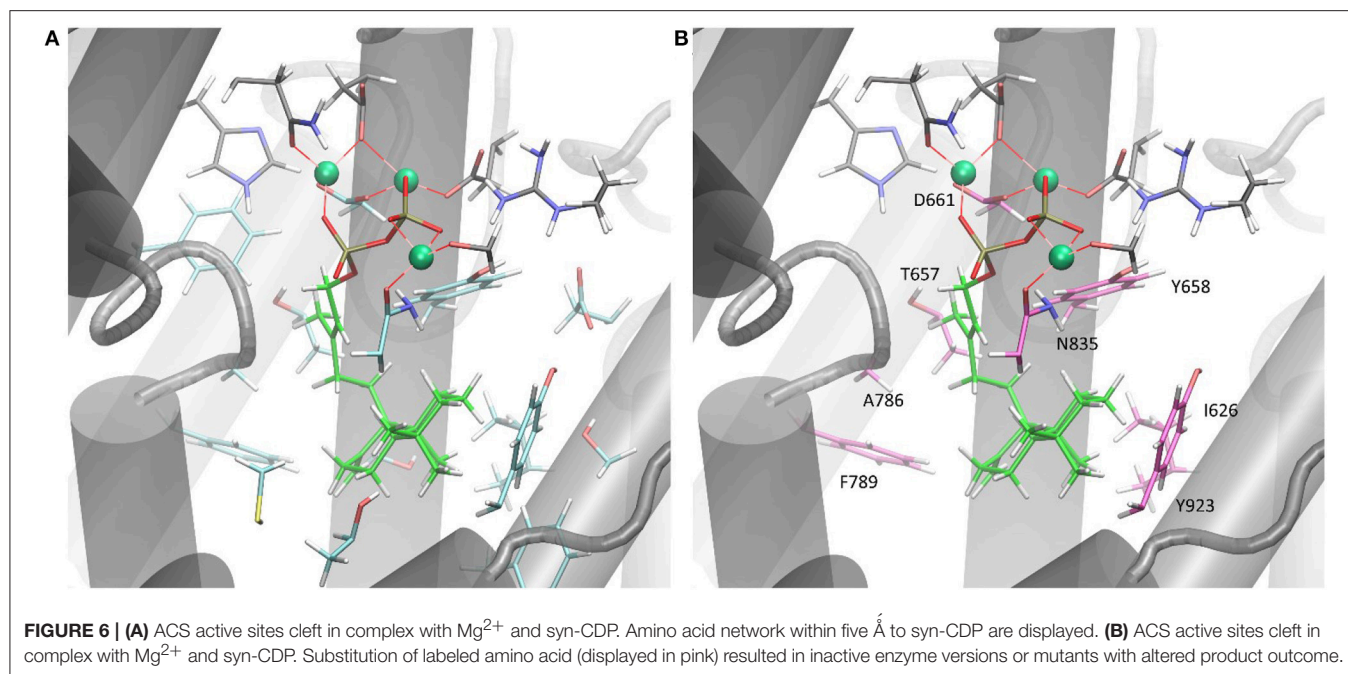 A
B
D661
T657
Y658
N835
A786
I626
F789
Y923
FIGURE 6 | (A) ACS active sites cleft in complex with Mg2+ and syn-CDP. Amino acid network within five Å to syn-CDP are displayed. (B) ACS active sites cleft in
complex with Mg2+ and syn-CDP. Substitution of labeled amino acid (displayed in pink) resulted in inactive enzyme versions or mutants with altered product outcome.